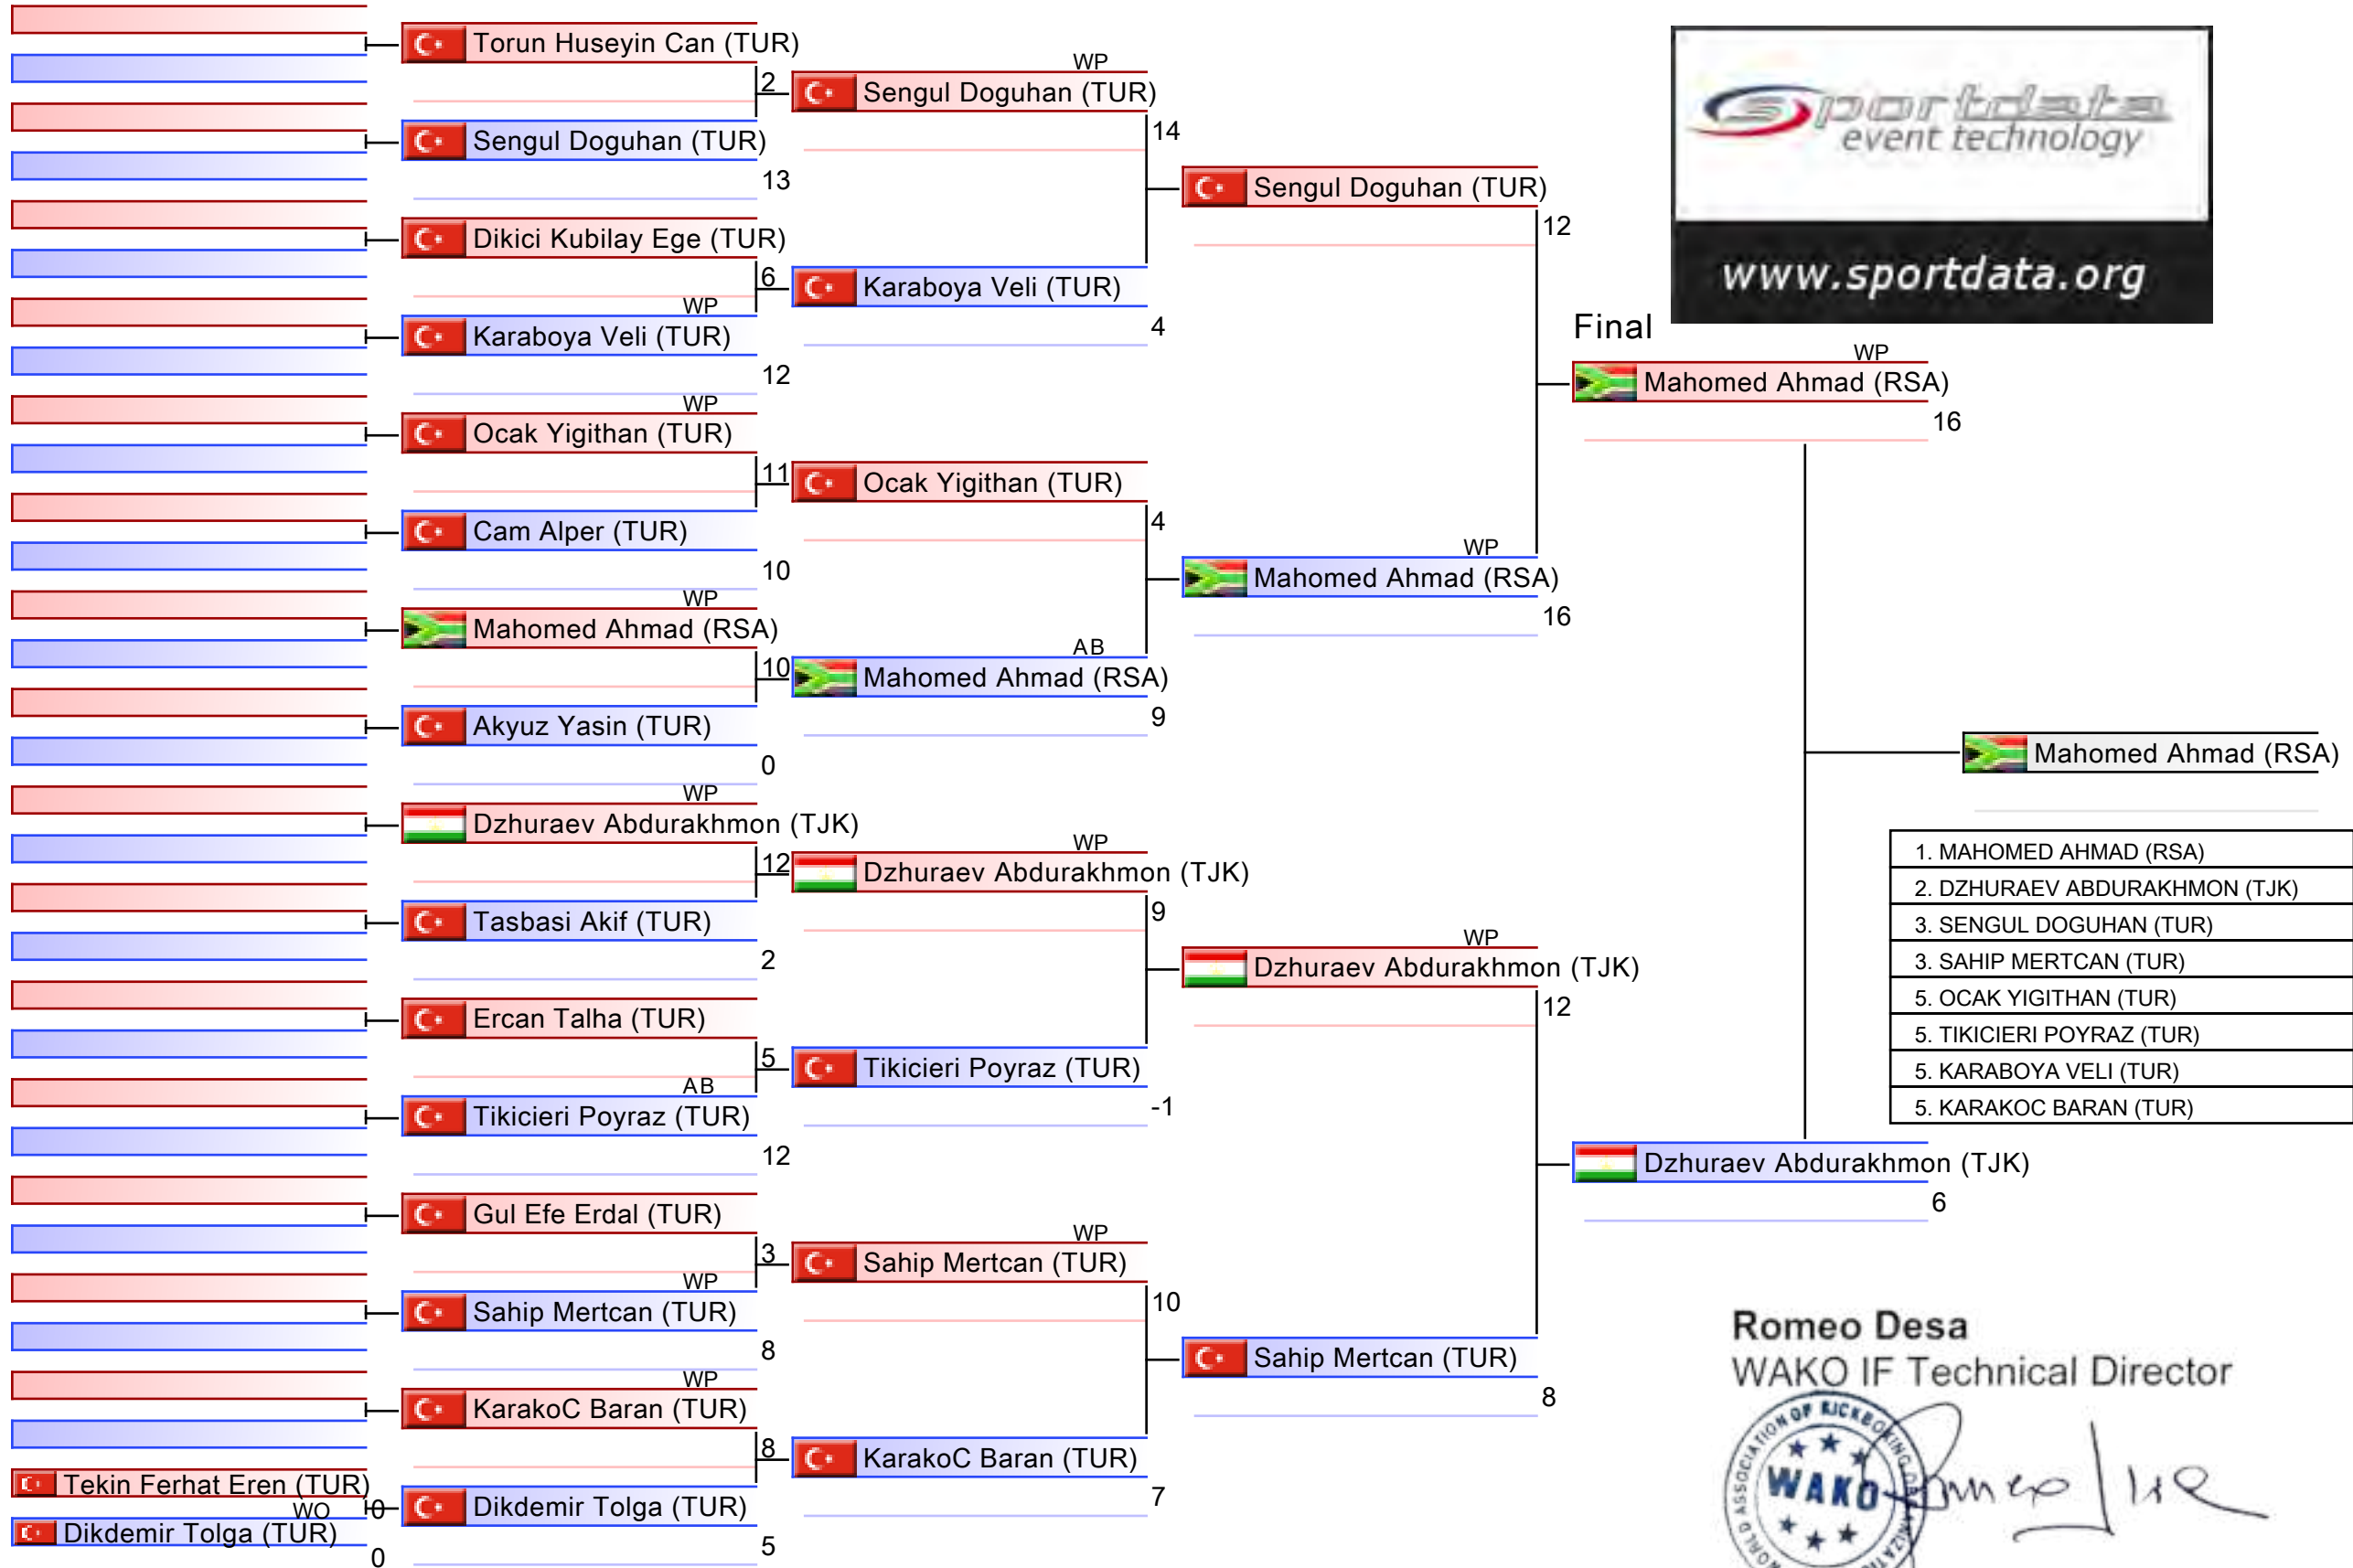 Torun Huseyin Can (TUR)
2
Sengul Doguhan (TUR)
13
Dikici Kubilay Ege (TUR)
6
WP
Karaboya Veli (TUR)
12
WP
Ocak Yigithan (TUR)
11
Cam Alper (TUR)
10
WP
Mahomed Ahmad (RSA)
10
Akyuz Yasin (TUR)
0
WP
Dzhuraev Abdurakhmon (TJK)
12
Tasbasi Akif (TUR)
2
Ercan Talha (TUR)
5
AB
Tikicieri Poyraz (TUR)
12
Gul Efe Erdal (TUR)
3
WP
Sahip Mertcan (TUR)
8
WP
KarakoC Baran (TUR)
8
Tekin Ferhat Eren (TUR)
0
WO
Dikdemir Tolga (TUR)
0
Dikdemir Tolga (TUR)
5
WP
Sengul Doguhan (TUR)
14
Karaboya Veli (TUR)
4
Ocak Yigithan (TUR)
4
AB
Mahomed Ahmad (RSA)
9
WP
Dzhuraev Abdurakhmon (TJK)
9
Tikicieri Poyraz (TUR)
-1
WP
Sahip Mertcan (TUR)
10
KarakoC Baran (TUR)
7
Sengul Doguhan (TUR)
12
WP
Mahomed Ahmad (RSA)
16
WP
Dzhuraev Abdurakhmon (TJK)
12
Sahip Mertcan (TUR)
8
sportdata
event technology
www.sportdata.org
Final
WP
Mahomed Ahmad (RSA)
16
Dzhuraev Abdurakhmon (TJK)
6
Mahomed Ahmad (RSA)
1. MAHOMED AHMAD (RSA)
2. DZHURAEV ABDURAKHMON (TJK)
3. SENGUL DOGUHAN (TUR)
3. SAHIP MERTCAN (TUR)
5. OCAK YIGITHAN (TUR)
5. TIKICIERI POYRAZ (TUR)
5. KARABOYA VELI (TUR)
5. KARAKOC BARAN (TUR)
Romeo Desa
WAKO IF Technical Director
WORLD ASSOCIATION OF KICKBOXING
WAKO